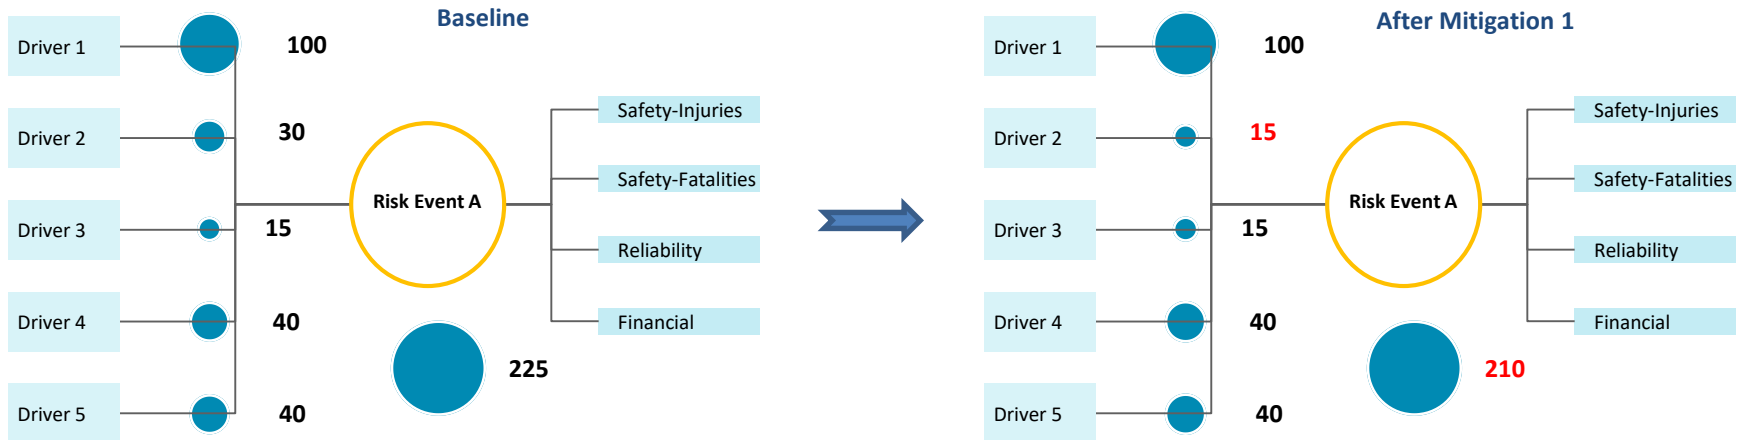 Baseline
Driver 1
100
Driver 2
30
Driver 3
15
Driver 4
40
Driver 5
40
Risk Event A
225
Safety-Injuries
Safety-Fatalities
Reliability
Financial
After Mitigation 1
Driver 1
100
Driver 2
15
Driver 3
15
Driver 4
40
Driver 5
40
Risk Event A
210
Safety-Injuries
Safety-Fatalities
Reliability
Financial